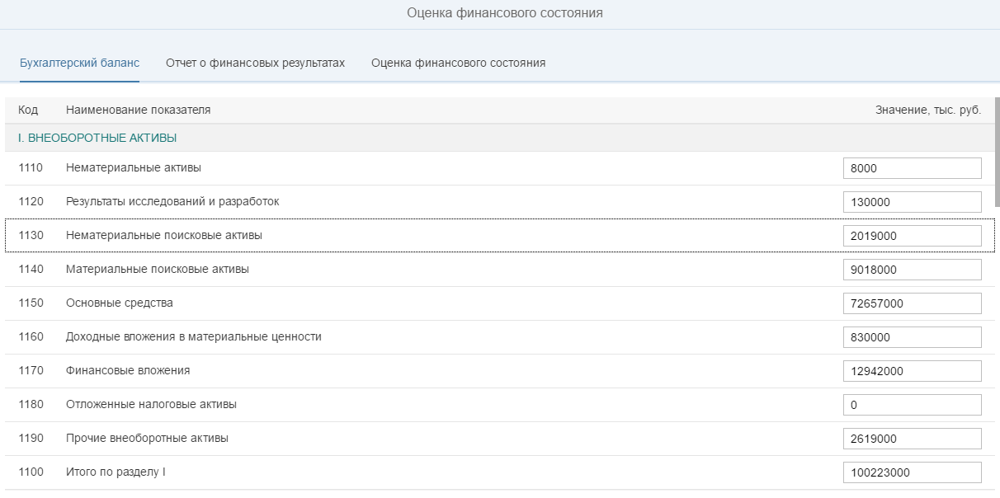 Оценка финансового состояния
Бухгалтерский баланс Отчет о финансовых результатах Оценка финансового состояния
Код Наименование показателя Значение, тыс. руб.
I. ВНЕОБОРОТНЫЕ АКТИВЫ
1110 Нематериальные активы 8000
1120 Результаты исследований и разработок 130000
1130 Нематериальные поисковые активы 2019000
1140 Материальные поисковые активы 9018000
1150 Основные средства 72657000
1160 Доходные вложения в материальные ценности 830000
1170 Финансовые вложения 12942000
1180 Отложенные налоговые активы 0
1190 Прочие внеоборотные активы 2619000
1100 Итого по разделу I 100223000